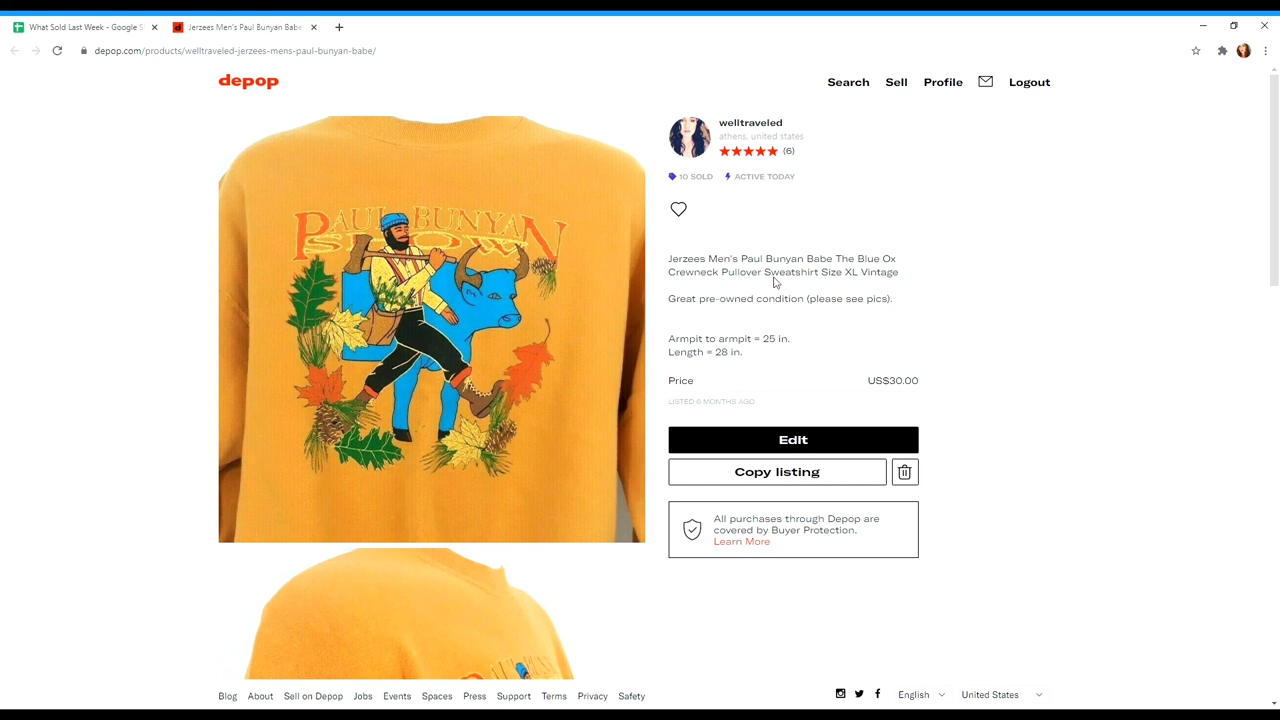 What Sold Last Week - Google S
Jerzees Men's Paul Bunyan Babe
depop.com/products/welltraveled-jerzees-mens-paul-bunyan-babe/
depop
Search
Sell
Profile
Logout
welltraveled
athens, united states
(6)
10 SOLD
ACTIVE TODAY
PAUL BUNYAN
SHOW
Jerzees Men's Paul Bunyan Babe The Blue Ox
Crewneck Pullover Sweatshirt Size XL Vintage
Great pre-owned condition (please see pics).
Armpit to armpit = 25 in.
Length = 28 in.
Price
US$30.00
LISTED 6 MONTHS AGO
Edit
Copy listing
All purchases through Depop are
covered by Buyer Protection.
Learn More
Blog
About
Sell on Depop
Jobs
Events
Spaces
Press
Support
Terms
Privacy
Safety
English
United States